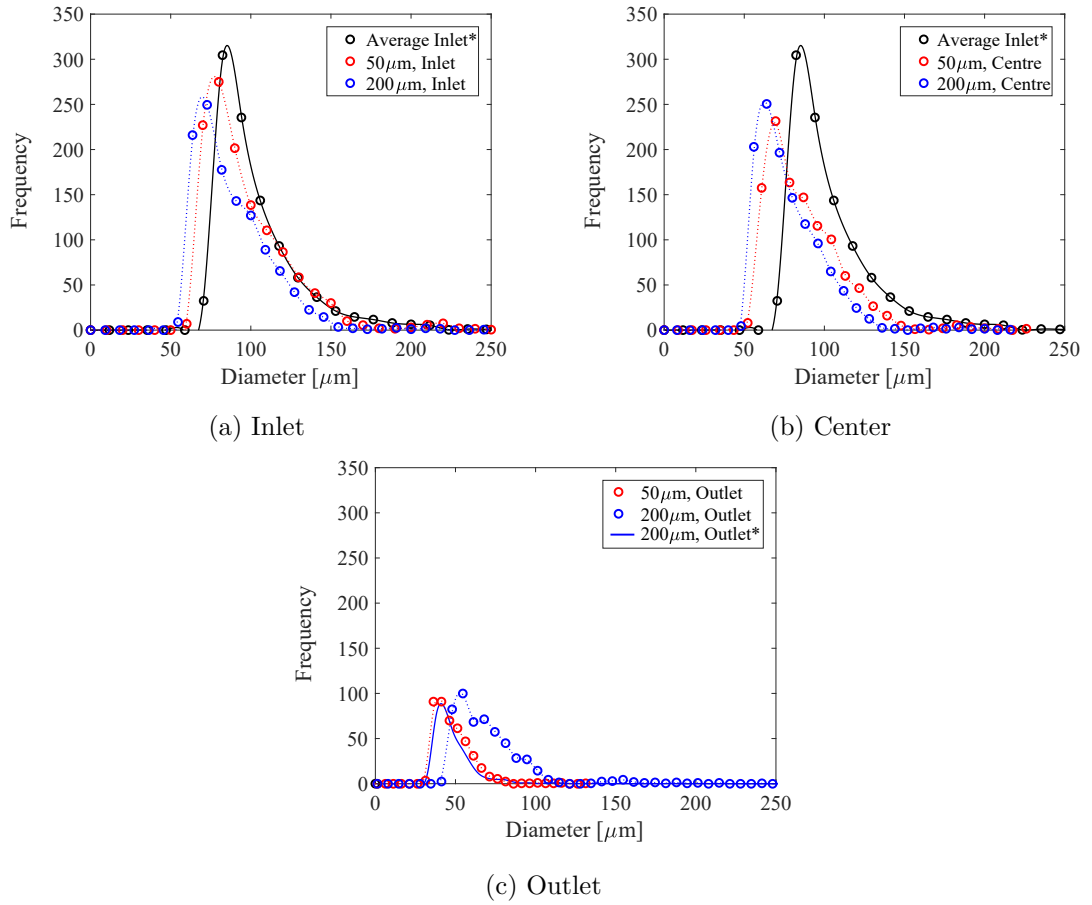 350
300
250
200
150
100
50
0
Frequency
0 50 100 150 200 250
Diameter [μm]
Average Inlet*
50μm, Inlet
200μm, Inlet
(a) Inlet
350
300
250
200
150
100
50
0
Frequency
0 50 100 150 200 250
Diameter [μm]
Average Inlet*
50μm, Centre
200μm, Centre
(b) Center
350
300
250
200
150
100
50
0
Frequency
0 50 100 150 200 250
Diameter [μm]
50μm, Outlet
200μm, Outlet
200μm, Outlet*
(c) Outlet